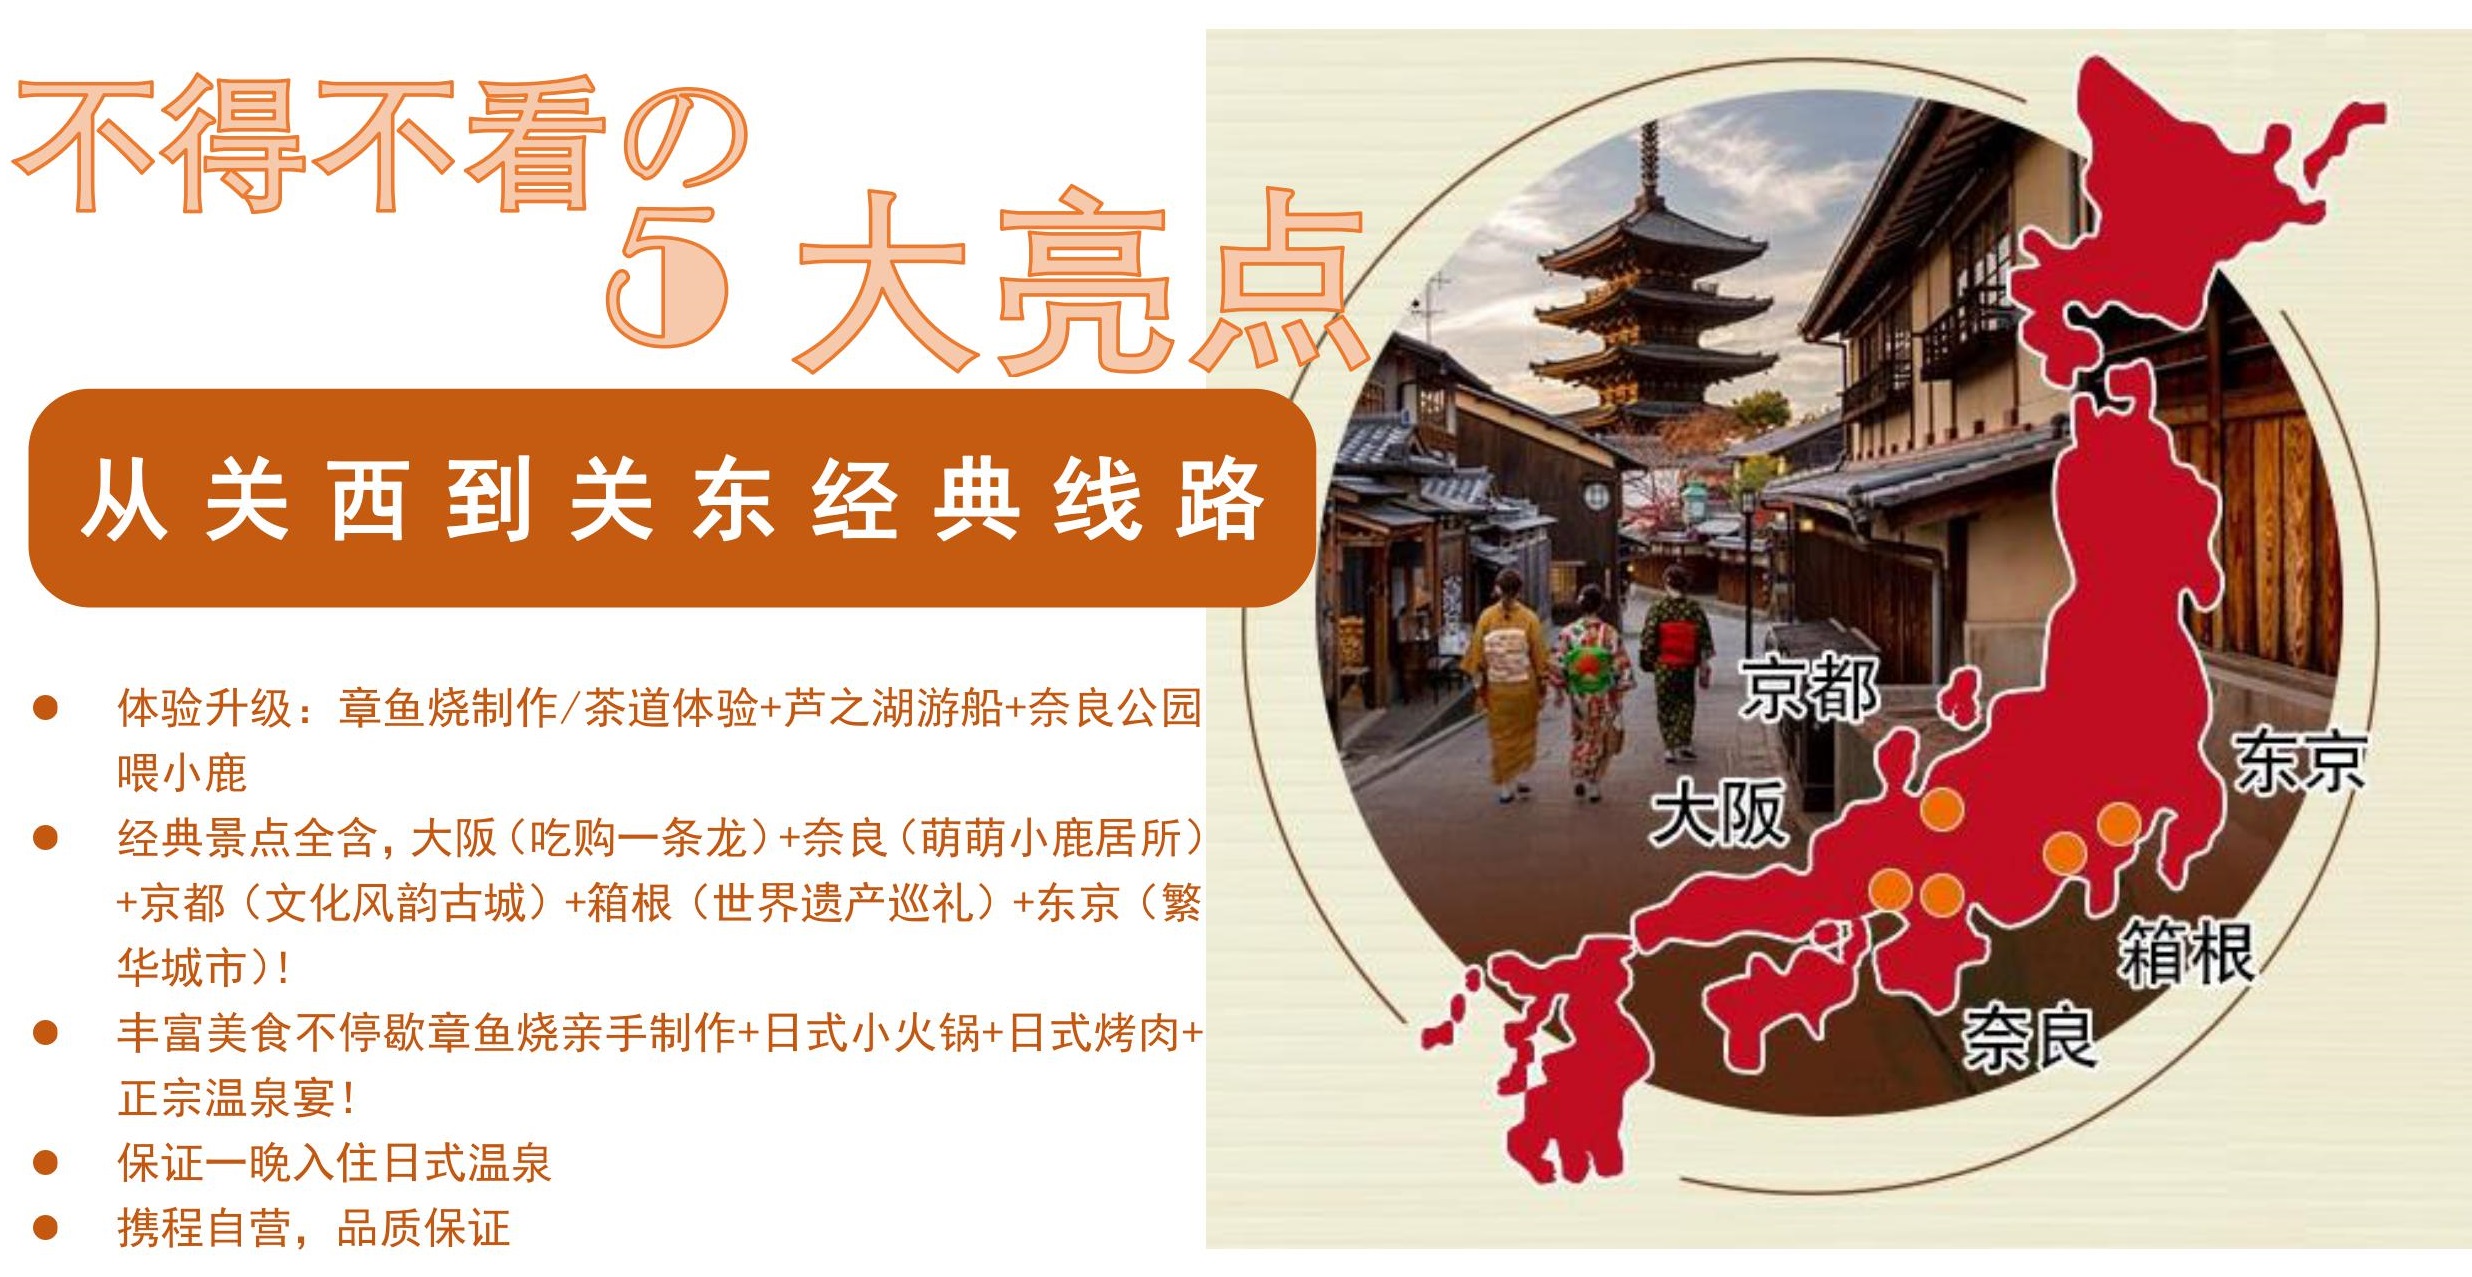 不得不看の
5大亮点
从关西到关东经典线路
● 体验升级：章鱼烧制作/茶道体验+芦之湖游船+奈良公园
喂小鹿
● 经典景点全含，大阪（吃购一条龙）+奈良（萌萌小鹿居所）
+京都（文化风韵古城）+箱根（世界遗产巡礼）+东京（繁
华城市）！
● 丰富美食不停歇章鱼烧亲手制作+日式小火锅+日式烤肉+
正宗温泉宴！
● 保证一晚入住日式温泉
● 携程自营，品质保证
京都
东京
大阪
箱根
奈良